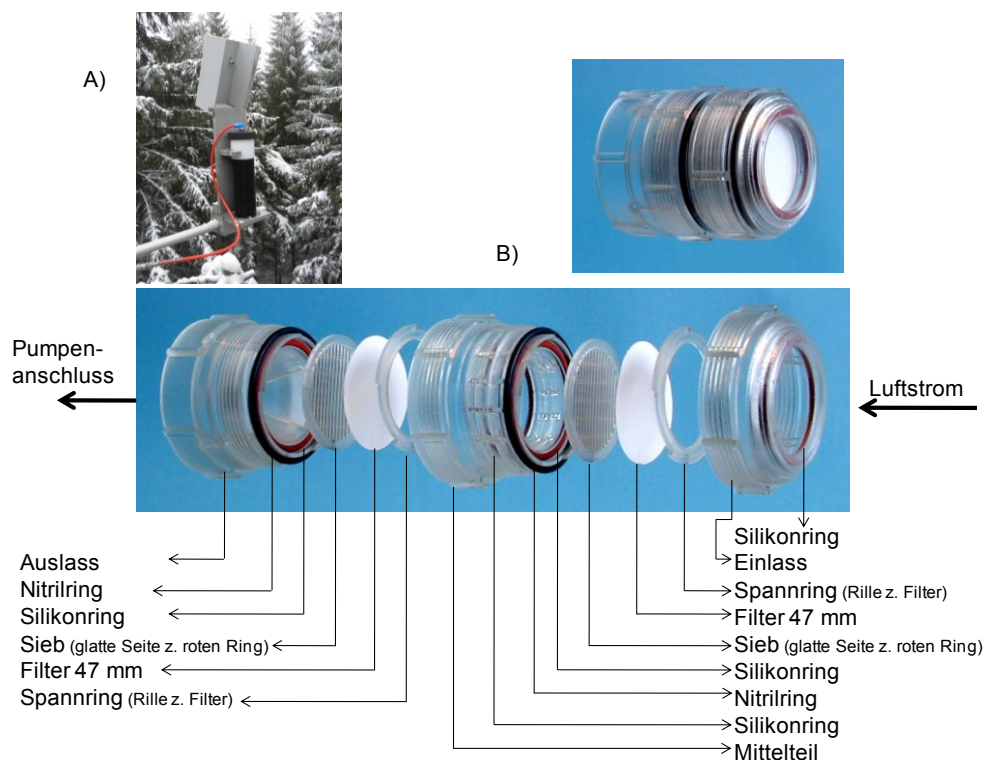 A)
B)
Pumpen-
anschluss
Luftstrom
Auslass
Nitrilring
Silikonring
Sieb (glatte Seite z. roten Ring)
Filter 47 mm
Spannring (Rille z. Filter)
Silikonring
Einlass
Spannring (Rille z. Filter)
Filter 47 mm
Sieb (glatte Seite z. roten Ring)
Silikonring
Nitrilring
Silikonring
Mittelteil